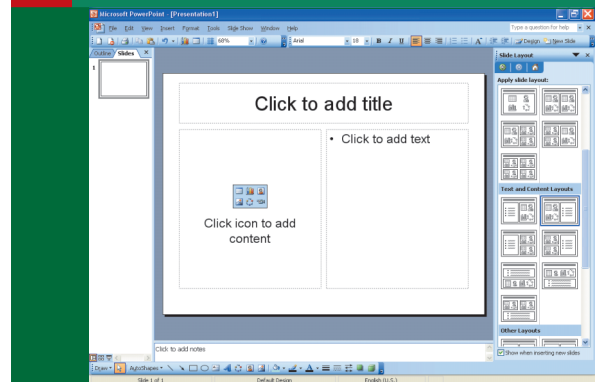 Microsoft PowerPoint - [Presentation1]
File Edit View Insert Format Tools Slide Show Window Help
Type a question for help
68% Arial 18 B I U Design New Slide
Outline Slides
Slide Layout
Apply slide layout:
1
Click to add title
Click icon to add
content
• Click to add text
Text and Content Layouts
Other Layouts
Show when inserting new slides
Click to add notes
Draw AutoShapes
Slide 1 of 1 Default Design English (U.S.)